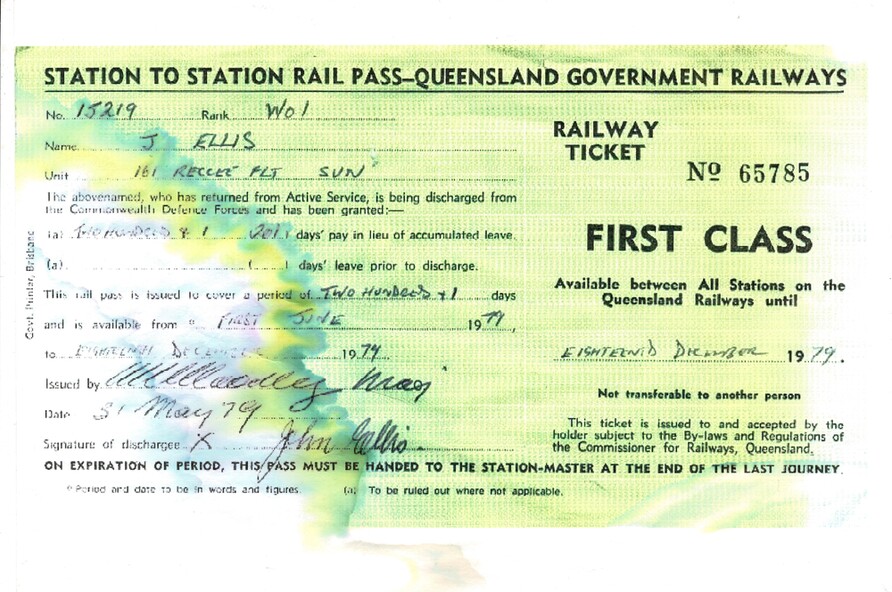 STATION TO STATION RAIL PASS–QUEENSLAND GOVERNMENT RAILWAYS
No. 15219 Rank WO1
Name J ELLIS
Unit 161 RECCE FLT SUN
The abovenamed, who has returned from Active Service, is being discharged from
the Commonwealth Defence Forces and has been granted:—
(a) TWO HUNDRED & 1 (201) days' pay in lieu of accumulated leave.
(a) ( ) days' leave prior to discharge.
This rail pass is issued to cover a period of TWO HUNDRED & 1 days
and is available from * FIRST JUNE 1979,
to EIGHTEENTH DECEMBER 1979
Issued by Maj
Date 31 May 79
Signature of dischargee X John Ellis
ON EXPIRATION OF PERIOD, THIS PASS MUST BE HANDED TO THE STATION-MASTER AT THE END OF THE LAST JOURNEY.
* Period and date to be in words and figures. (a) To be ruled out where not applicable.
Govt. Printer, Brisbane
RAILWAY
TICKET
No 65785
FIRST CLASS
Available between All Stations on the
Queensland Railways until
DECEMBER 1979.
Not transferable to another person
This ticket is issued to and accepted by the
holder subject to the By-laws and Regulations of
the Commissioner for Railways, Queensland.